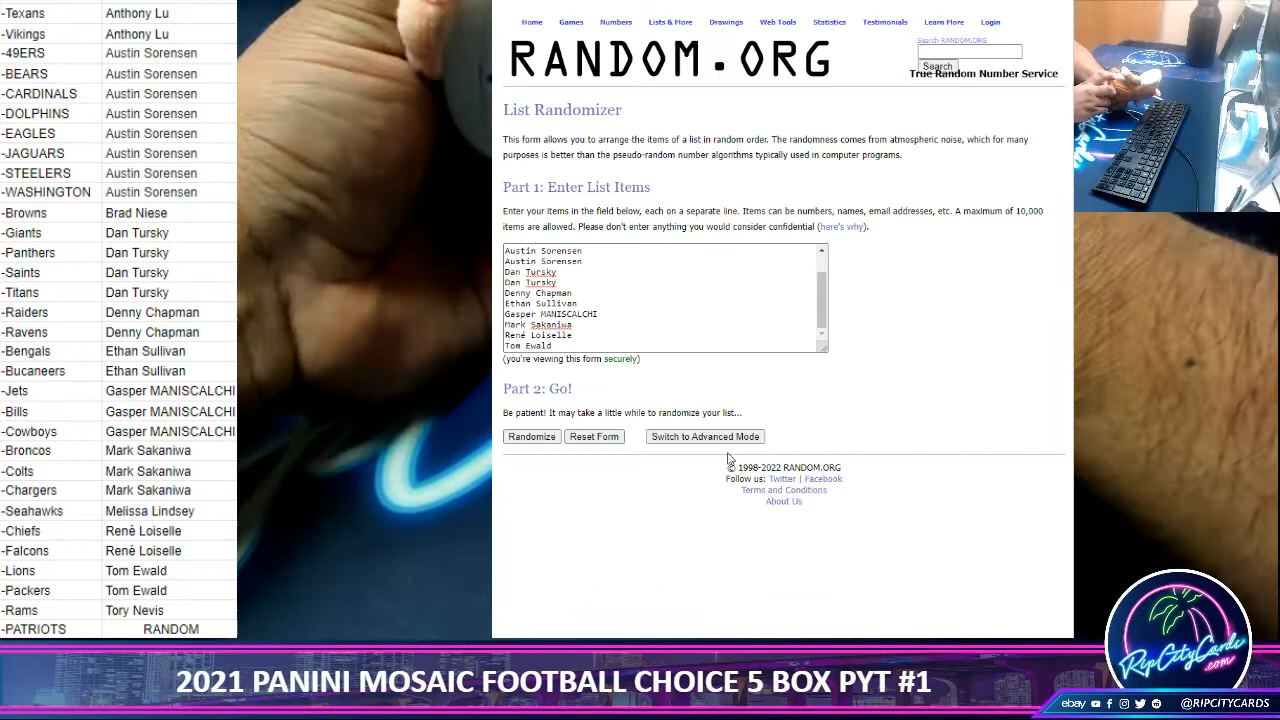 -Texans Anthony Lu
-Vikings Anthony Lu
-49ERS Austin Sorensen
-BEARS Austin Sorensen
-CARDINALS Austin Sorensen
-DOLPHINS Austin Sorensen
-EAGLES Austin Sorensen
-JAGUARS Austin Sorensen
-STEELERS Austin Sorensen
-WASHINGTON Austin Sorensen
-Browns Brad Niese
-Giants Dan Tursky
-Panthers Dan Tursky
-Saints Dan Tursky
-Titans Dan Tursky
-Raiders Denny Chapman
-Ravens Denny Chapman
-Bengals Ethan Sullivan
-Bucaneers Ethan Sullivan
-Jets Gasper MANISCALCHI
-Bills Gasper MANISCALCHI
-Cowboys Gasper MANISCALCHI
-Broncos Mark Sakaniwa
-Colts Mark Sakaniwa
-Chargers Mark Sakaniwa
-Seahawks Melissa Lindsey
-Chiefs René Loiselle
-Falcons René Loiselle
-Lions Tom Ewald
-Packers Tom Ewald
-Rams Tory Nevis
-PATRIOTS RANDOM
Home Games Numbers Lists & More Drawings Web Tools Statistics Testimonials Learn More Login
RANDOM.ORG
Search RANDOM.ORG
Search
True Random Number Service
List Randomizer
This form allows you to arrange the items of a list in random order. The randomness comes from atmospheric noise, which for many
purposes is better than the pseudo-random number algorithms typically used in computer programs.
Part 1: Enter List Items
Enter your items in the field below, each on a separate line. Items can be numbers, names, email addresses, etc. A maximum of 10,000
items are allowed. Please don't enter anything you would consider confidential (here's why).
Austin Sorensen
Austin Sorensen
Dan Tursky
Dan Tursky
Denny Chapman
Ethan Sullivan
Gasper MANISCALCHI
Mark Sakaniwa
René Loiselle
Tom Ewald
(you're viewing this form securely)
Part 2: Go!
Be patient! It may take a little while to randomize your list...
Randomize Reset Form Switch to Advanced Mode
© 1998-2022 RANDOM.ORG
Follow us: Twitter | Facebook
Terms and Conditions
About Us
2021 PANINI MOSAIC FOOTBALL CHOICE 5 BOX PYT #1
RipCityCards
.com
ebay @RIPCITYCARDS